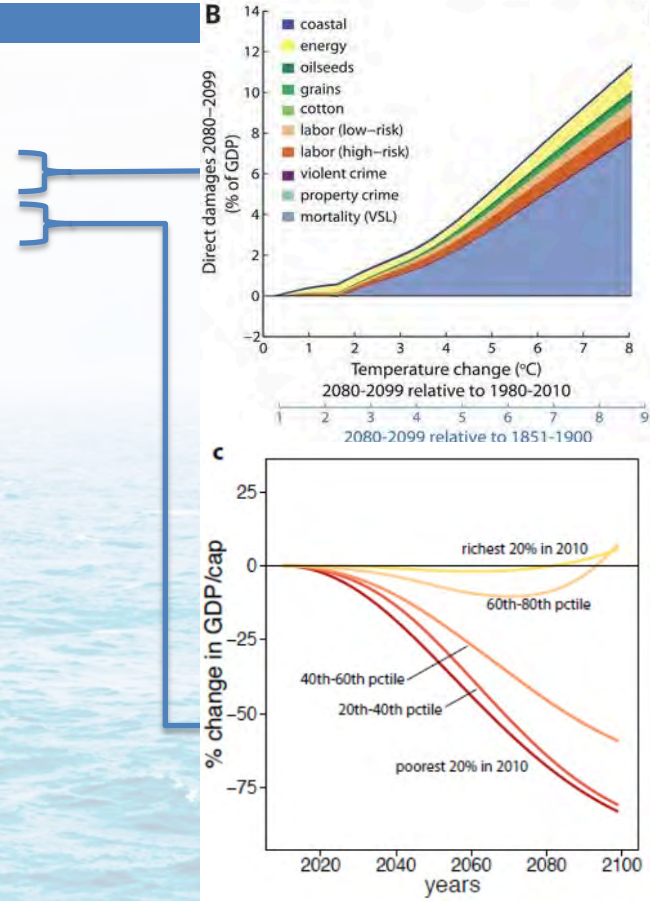 B
14
12
10
8
6
4
2
0
−2
Direct damages 2080−2099
(% of GDP)
coastal
energy
oilseeds
grains
cotton
labor (low−risk)
labor (high−risk)
violent crime
property crime
mortality (VSL)
0 1 2 3 4 5 6 7 8
Temperature change (°C)
2080-2099 relative to 1980-2010
1 2 3 4 5 6 7 8 9
2080-2099 relative to 1851-1900
c
25
0
−25
−50
−75
% change in GDP/cap
richest 20% in 2010
60th-80th pctile
40th-60th pctile
20th-40th pctile
poorest 20% in 2010
2020 2040 2060 2080 2100
years